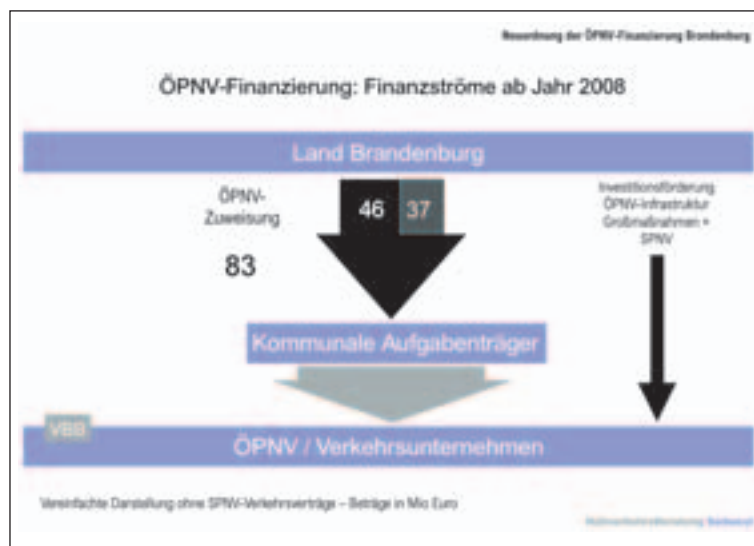 Neuordnung der ÖPNV-Finanzierung Brandenburg
ÖPNV-Finanzierung: Finanzströme ab Jahr 2008
Land Brandenburg
ÖPNV-
Zuweisung
83
46 37
Investitionsförderung
ÖPNV-Infrastruktur
Großmaßnahmen +
SPNV
Kommunale Aufgabenträger
VBB
ÖPNV / Verkehrsunternehmen
Vereinfachte Darstellung ohne SPNV-Verkehrsverträge – Beträge in Mio Euro